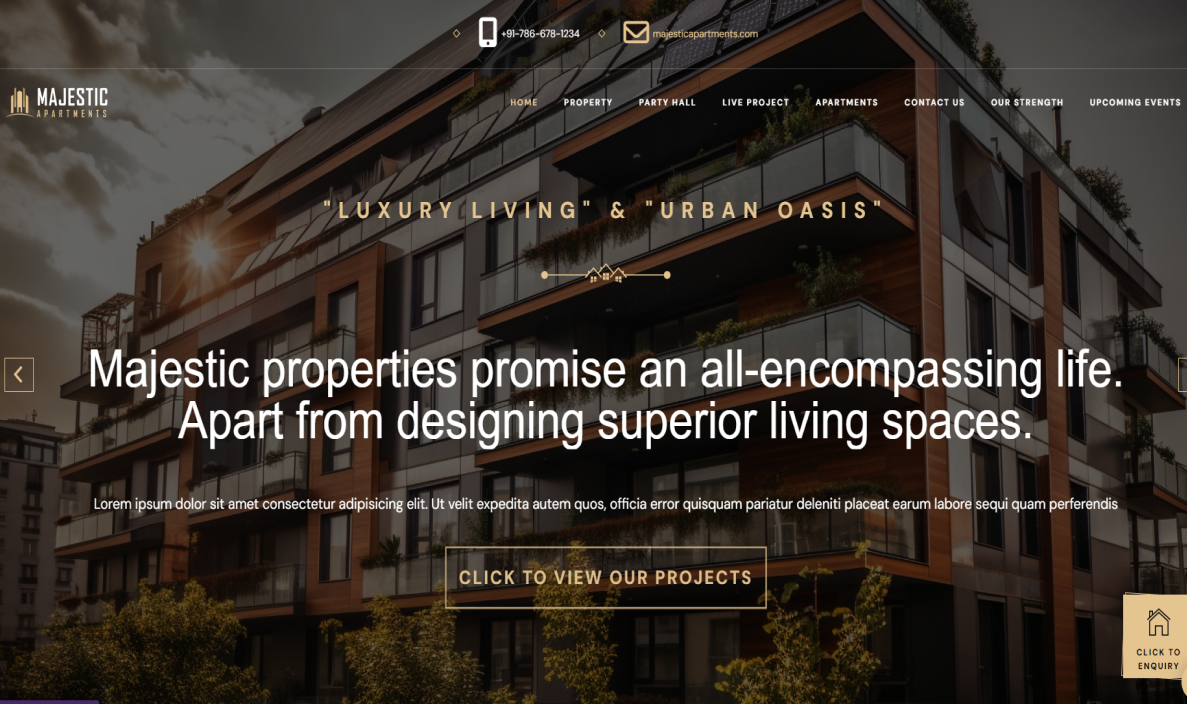 +91-786-678-1234
majesticapartments.com
MAJESTIC
APARTMENTS
HOME PROPERTY PARTY HALL LIVE PROJECT APARTMENTS CONTACT US OUR STRENGTH UPCOMING EVENTS
"LUXURY LIVING" & "URBAN OASIS"
Majestic properties promise an all-encompassing life.
Apart from designing superior living spaces.
Lorem ipsum dolor sit amet consectetur adipisicing elit. Ut velit expedita autem quos, officia error quisquam pariatur deleniti placeat earum labore sequi quam perferendis
CLICK TO VIEW OUR PROJECTS
CLICK TO
ENQUIRY